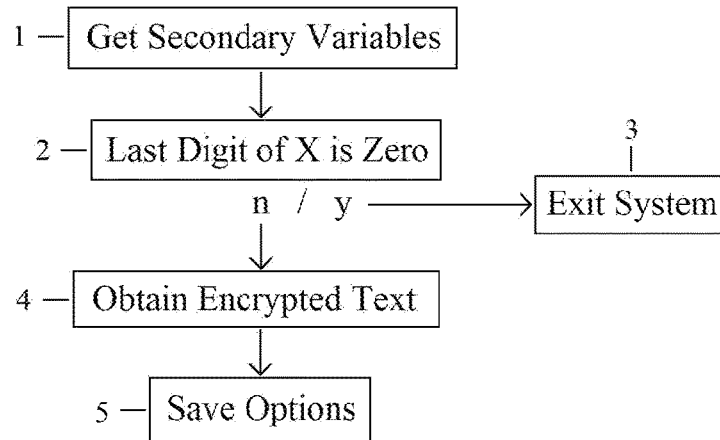 1 Get Secondary Variables
2 Last Digit of X is Zero
3
n / y Exit System
4 Obtain Encrypted Text
5 Save Options